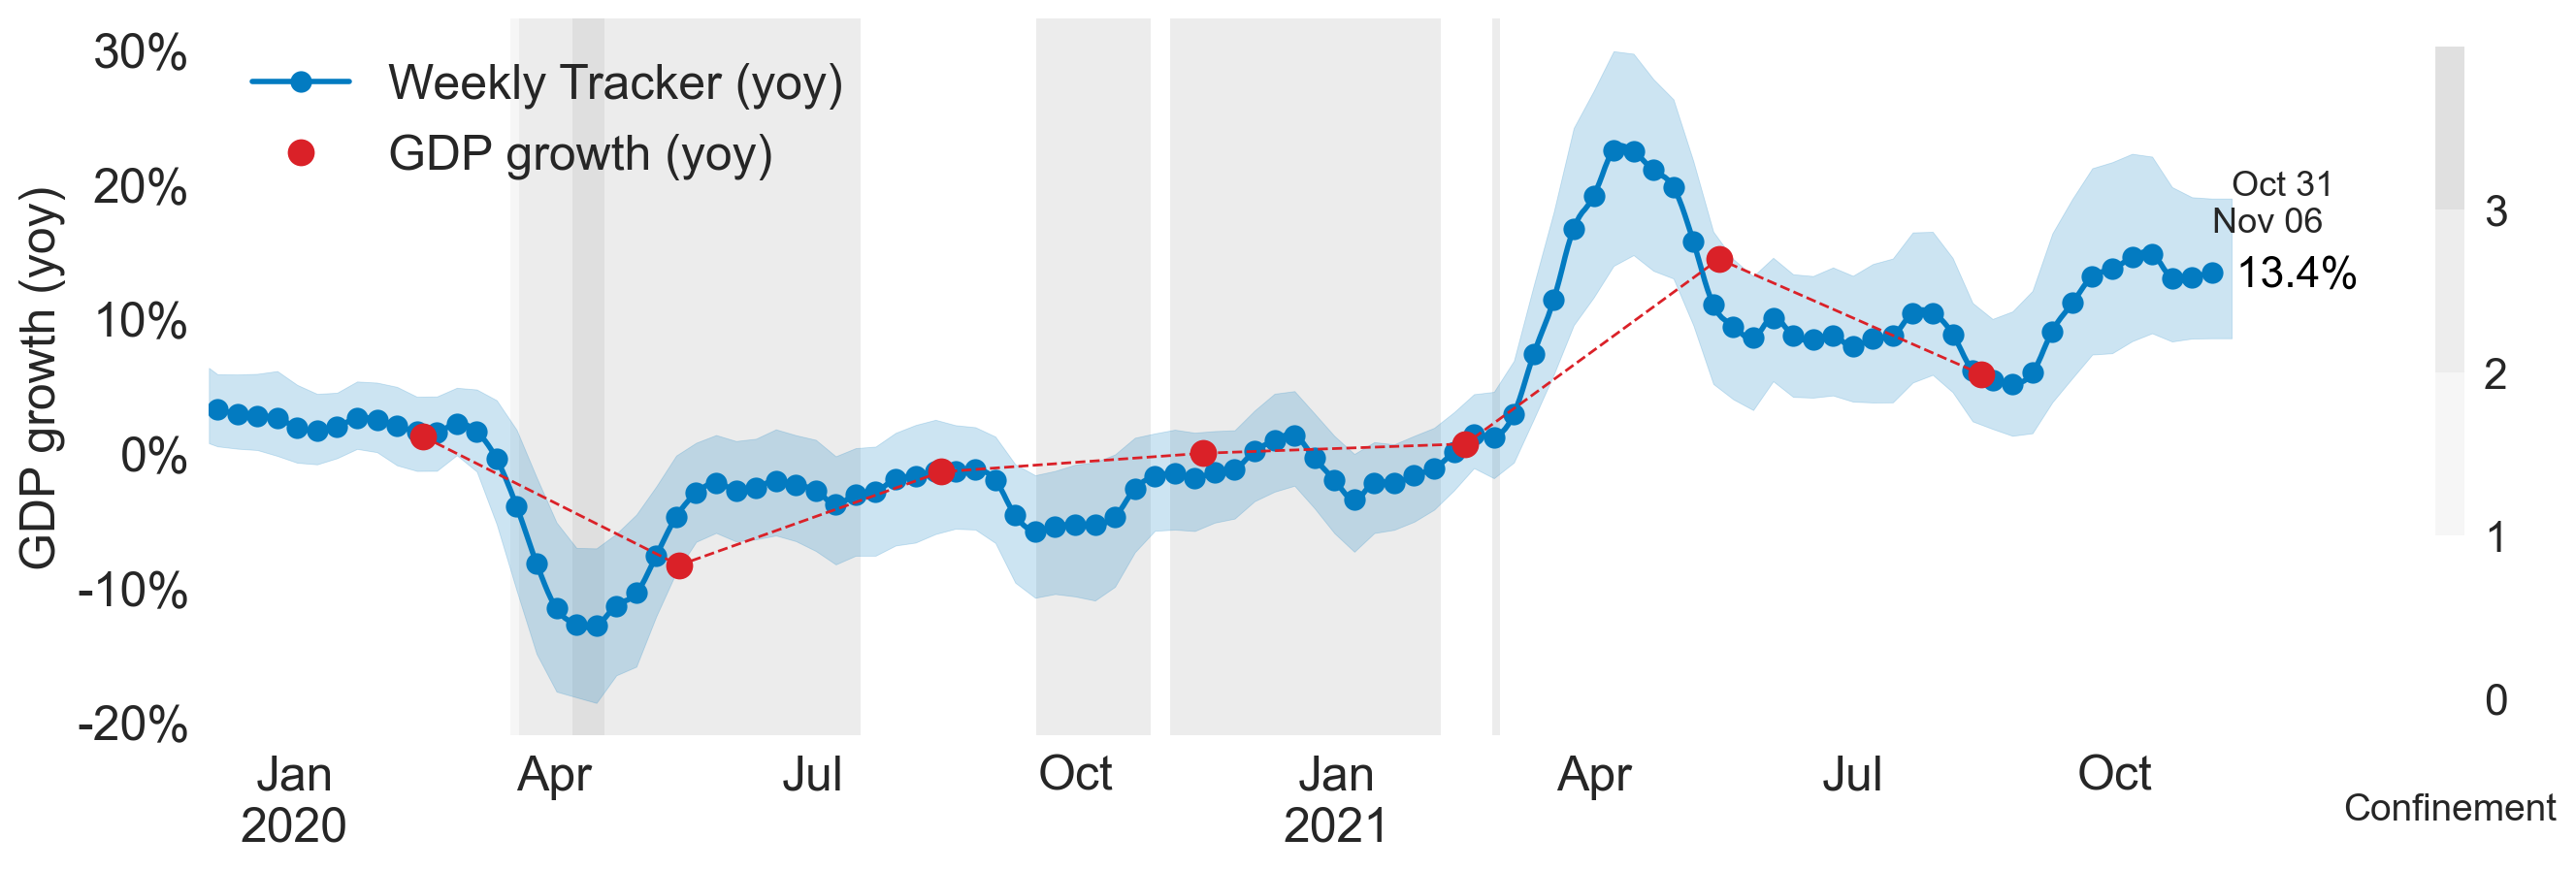 30%
20%
10%
0%
-10%
-20%
GDP growth (yoy)
Weekly Tracker (yoy)
GDP growth (yoy)
Oct 31
Nov 06
13.4%
3
2
1
0
Confinement
Jan Apr Jul Oct Jan Apr Jul Oct
2020 2021